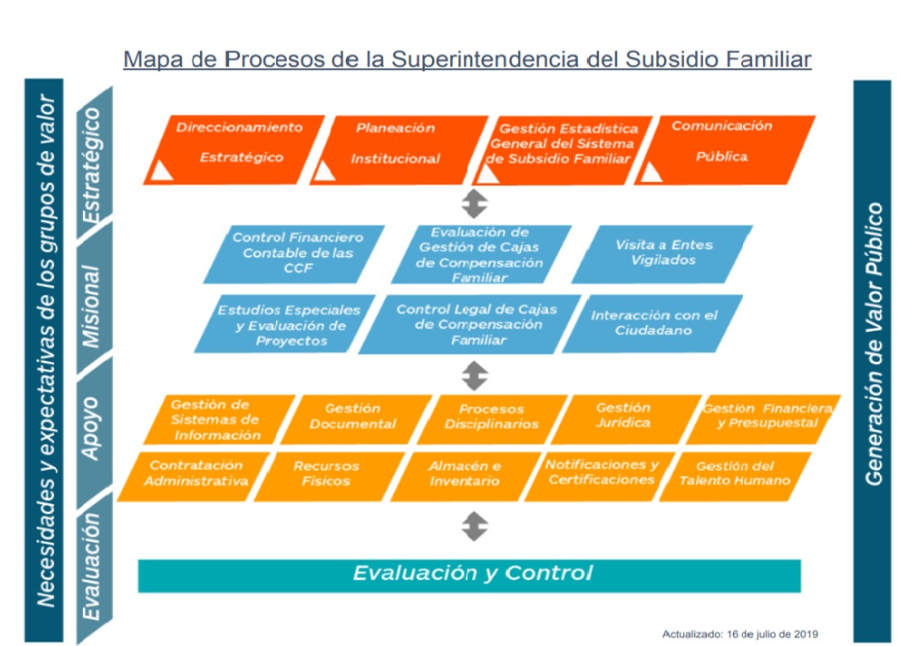 Mapa de Procesos de la Superintendencia del Subsidio Familiar
Necesidades y expectativas de los grupos de valor
Estratégico
Direccionamiento
Estratégico
Planeación
Institucional
Gestión Estadística
General del Sistema
de Subsidio Familiar
Comunicación
Pública
Misional
Control Financiero
Contable de las
CCF
Evaluación de
Gestión de Cajas
de Compensación
Familiar
Visita a Entes
Vigilados
Estudios Especiales
y Evaluación de
Proyectos
Control Legal de Cajas
de Compensación
Familiar
Interacción con el
Ciudadano
Apoyo
Gestión de
Sistemas de
Información
Gestión
Documental
Procesos
Disciplinarios
Gestión
Jurídica
Gestión Financiera
y Presupuestal
Contratación
Administrativa
Recursos
Físicos
Almacén e
Inventario
Notificaciones y
Certificaciones
Gestión del
Talento Humano
Evaluación
Evaluación y Control
Generación de Valor Público
Actualizado: 16 de julio de 2019